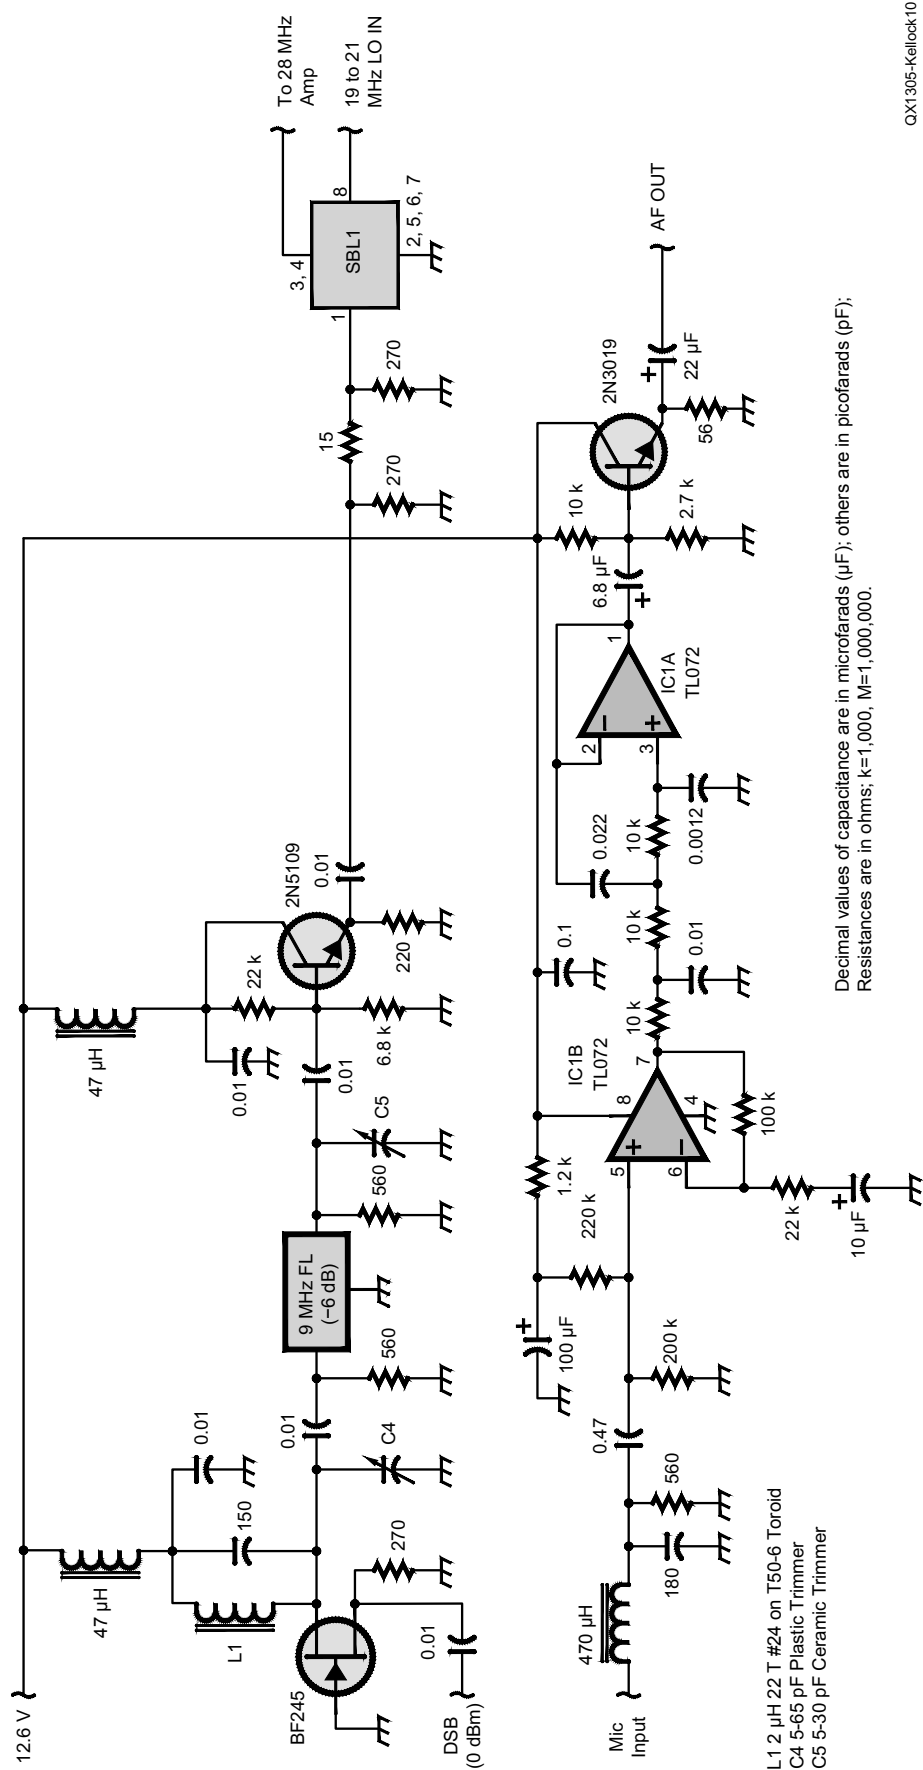 12.6 V
47 µH
L1
150
0.01
BF245
DSB
(0 dBm)
0.01
270
C4
0.01
560
9 MHz FL
(−6 dB)
560
C5
0.01
47 µH
0.01
22 k
6.8 k
2N5109
220
0.01
270
15
270
1
SBL1
3, 4
8
2, 5, 6, 7
To 28 MHz
Amp
19 to 21
MHz LO IN
Mic
Input
470 µH
180
560
0.47
200 k
100 µF
+
220 k
1.2 k
5
6
+
−
8
4
7
IC1B
TL072
100 k
22 k
+
10 µF
10 k
0.01
0.1
10 k
0.022
10 k
0.0012
2
3
−
+
1
IC1A
TL072
6.8 µF
+
10 k
2.7 k
2N3019
56
+
22 µF
AF OUT
L1 2 µH 22 T #24 on T50-6 Toroid
C4 5-65 pF Plastic Trimmer
C5 5-30 pF Ceramic Trimmer
Decimal values of capacitance are in microfarads (µF); others are in picofarads (pF);
Resistances are in ohms; k=1,000, M=1,000,000.
QX1305-Kellock10